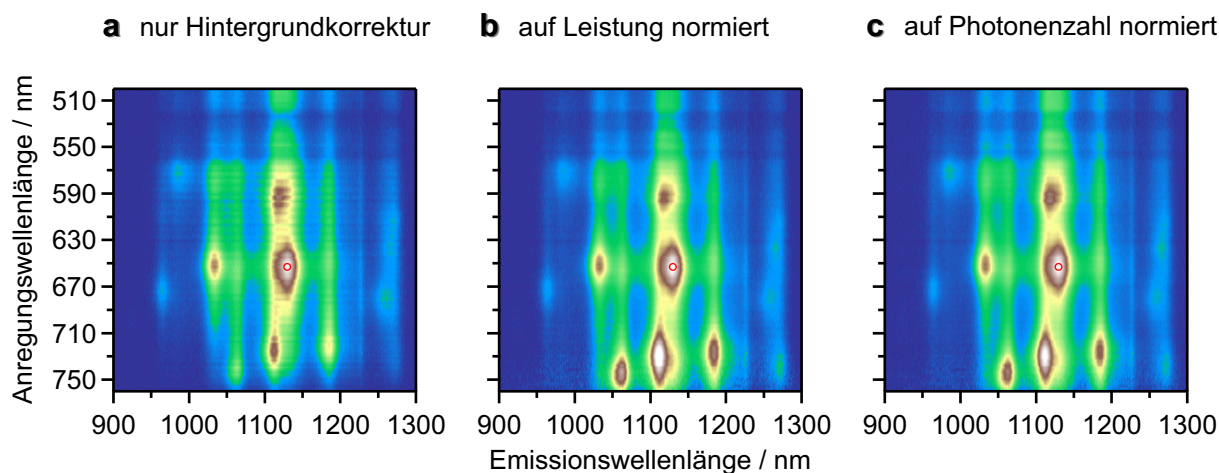 a nur Hintergrundkorrektur
b auf Leistung normiert
c auf Photonenzahl normiert
Anregungswellenlänge / nm
510
550
590
630
670
710
750
900 1000 1100 1200 1300
900 1000 1100 1200 1300
900 1000 1100 1200 1300
Emissionswellenlänge / nm